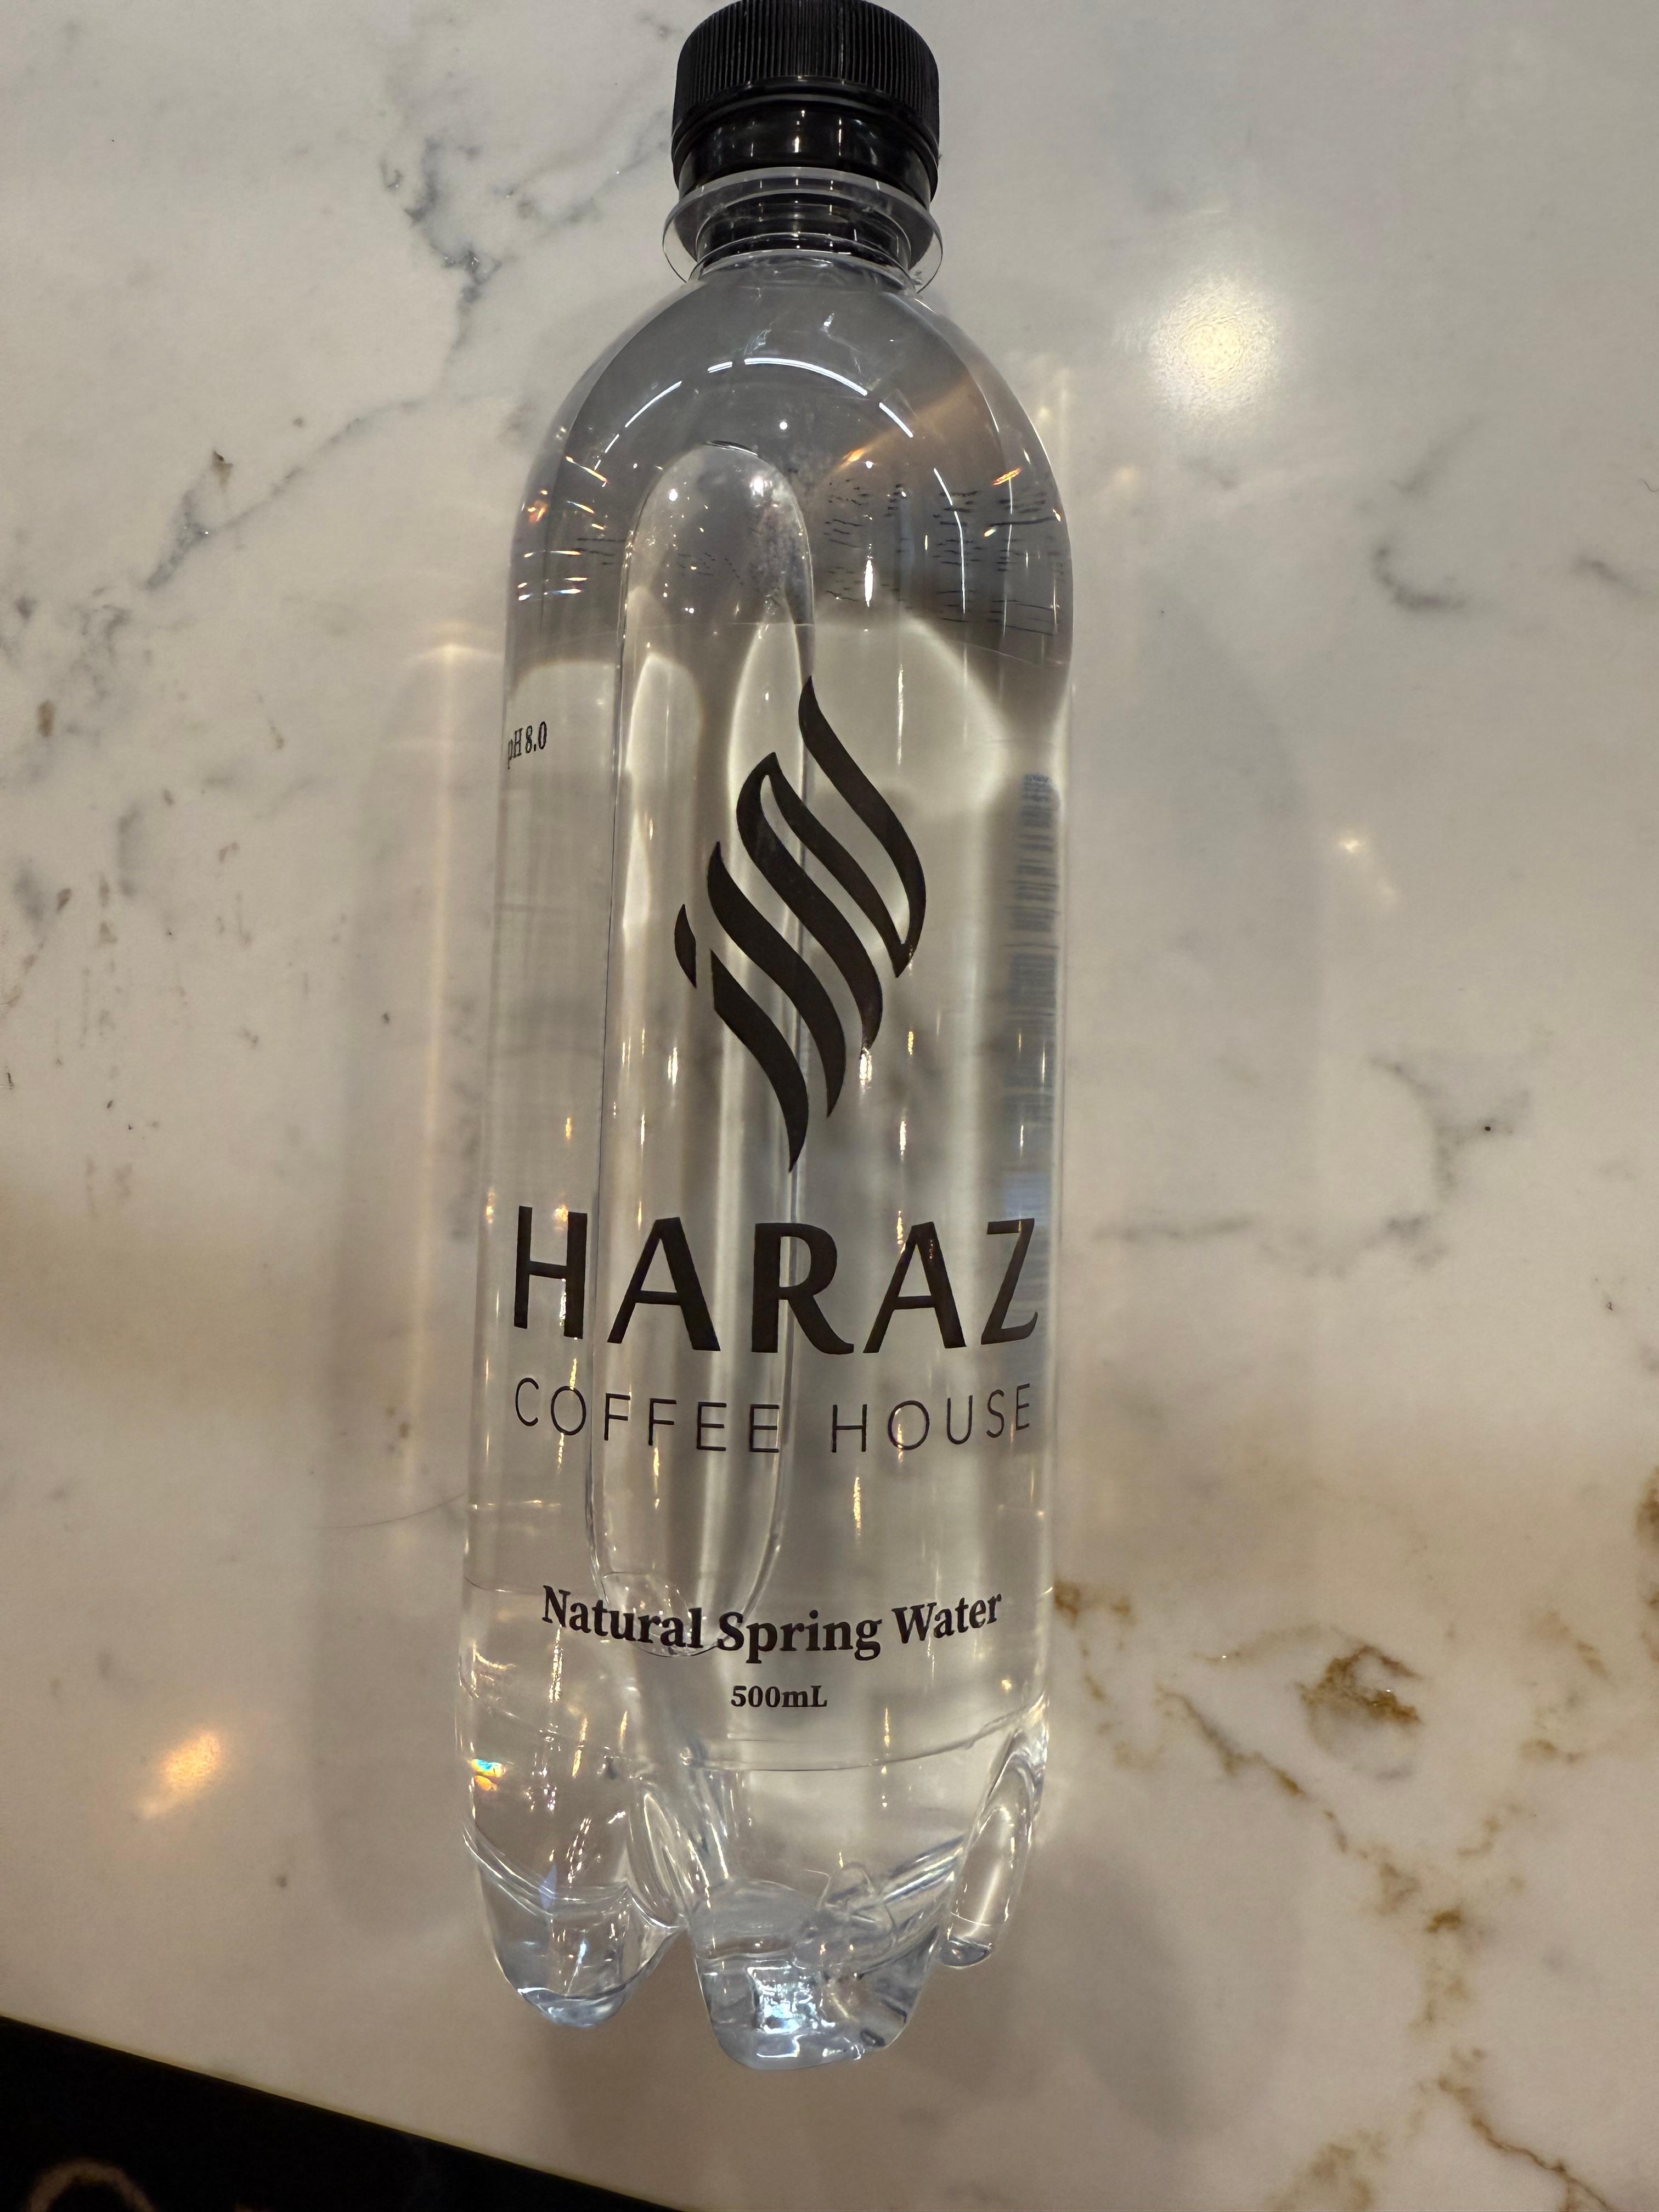 pH 8.0
HARAZ
COFFEE HOUSE
Natural Spring Water
500mL